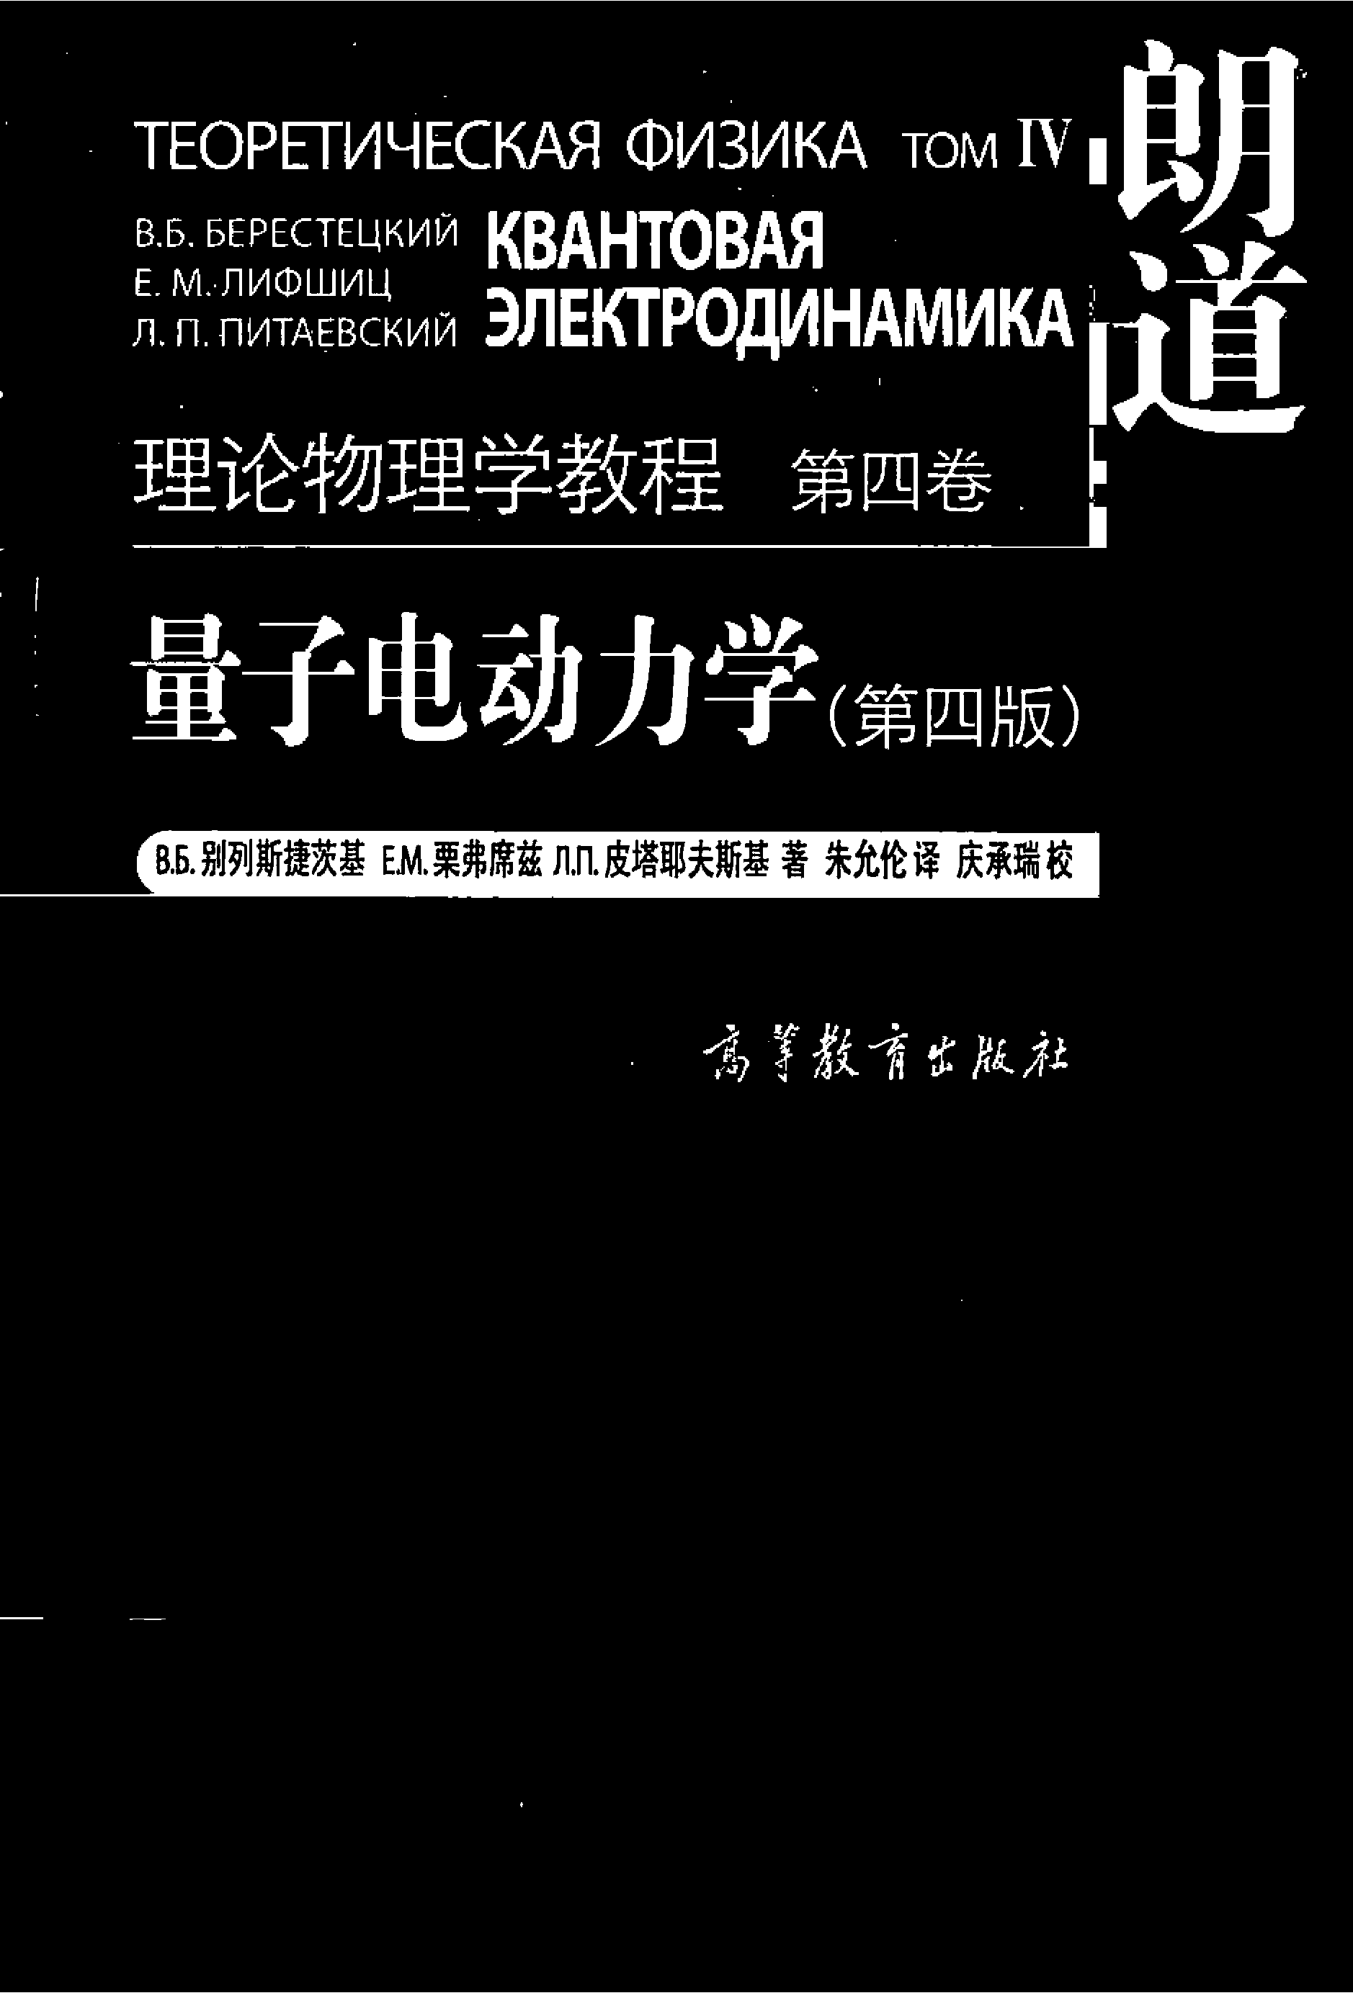 朗道
ТЕОРЕТИЧЕСКАЯ ФИЗИКА ТОМ IV
В.Б. БЕРЕСТЕЦКИЙ
Е. М. ЛИФШИЦ
Л. П. ПИТАЕВСКИЙ
КВАНТОВАЯ
ЭЛЕКТРОДИНАМИКА
理论物理学教程 第四卷
量子电动力学(第四版)
В.Б. 别列斯捷茨基 Е.М. 栗弗席兹 Л.П. 皮塔耶夫斯基 著 朱允伦 译 庆承瑞 校
高等教育出版社